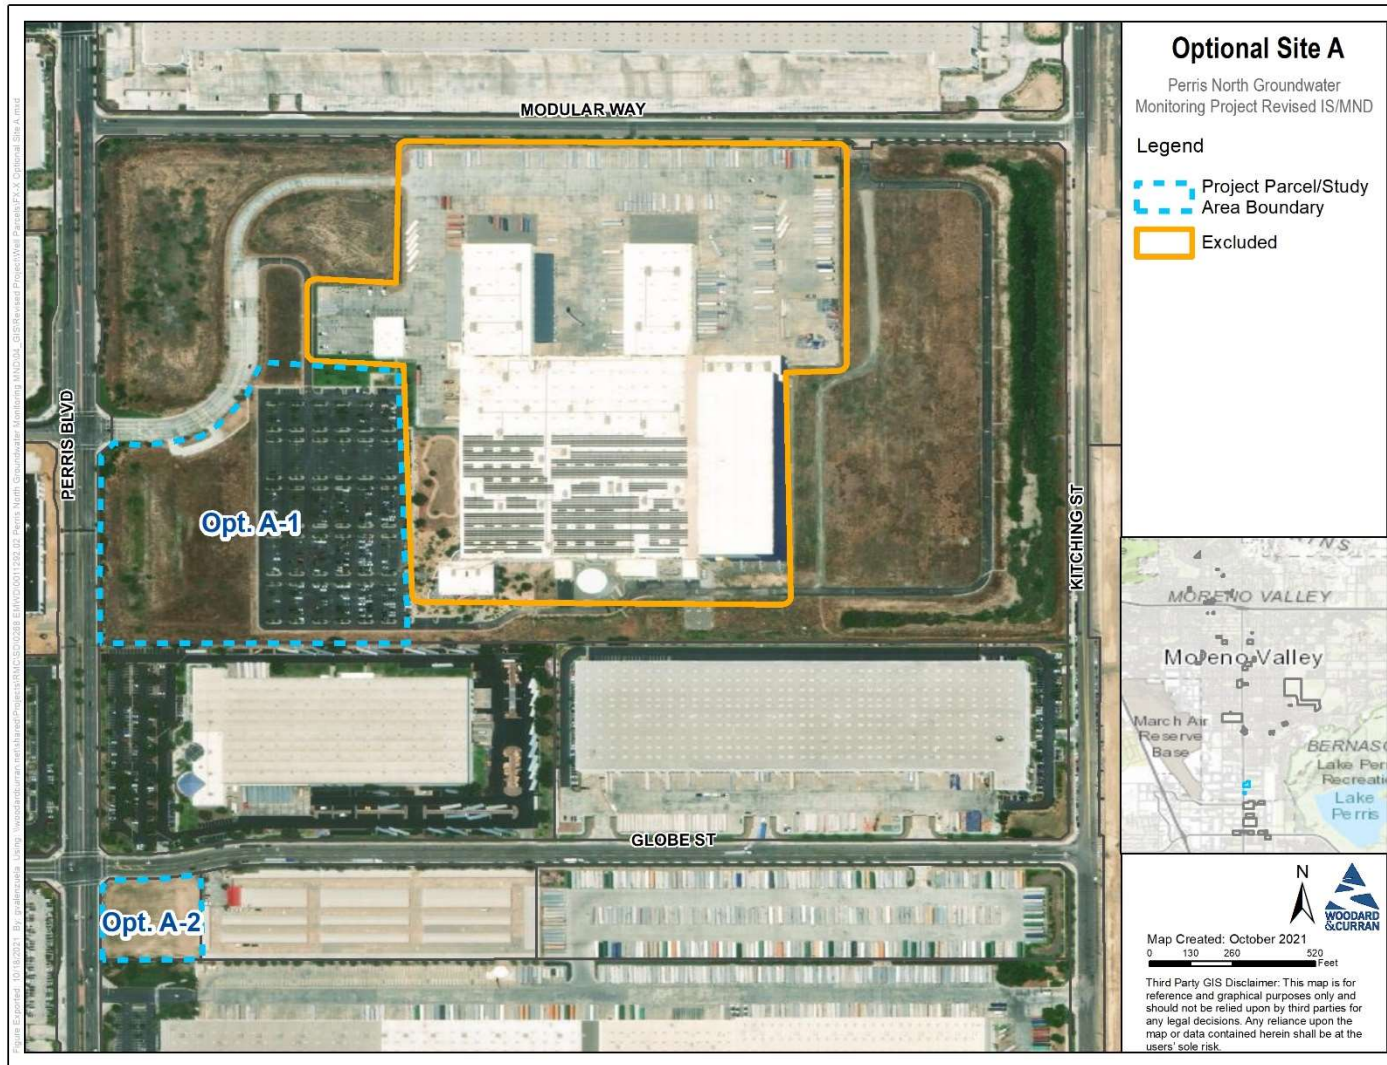 Optional Site A
Perris North Groundwater
Monitoring Project Revised IS/MND
Legend
Project Parcel/Study
Area Boundary
Excluded
MODULAR WAY
PERRIS BLVD
KITCHING ST
GLOBE ST
Opt. A-1
Opt. A-2
MORENO VALLEY
Moreno Valley
March Air
Reserve
Base
Lake Perris
N
WOODARD
&CURRAN
Map Created: October 2021
0 130 260 520
Feet
Third Party GIS Disclaimer: This map is for
reference and graphical purposes only and
should not be relied upon by third parties for
any legal decisions. Any reliance upon the
map or data contained herein shall be at the
users' sole risk.